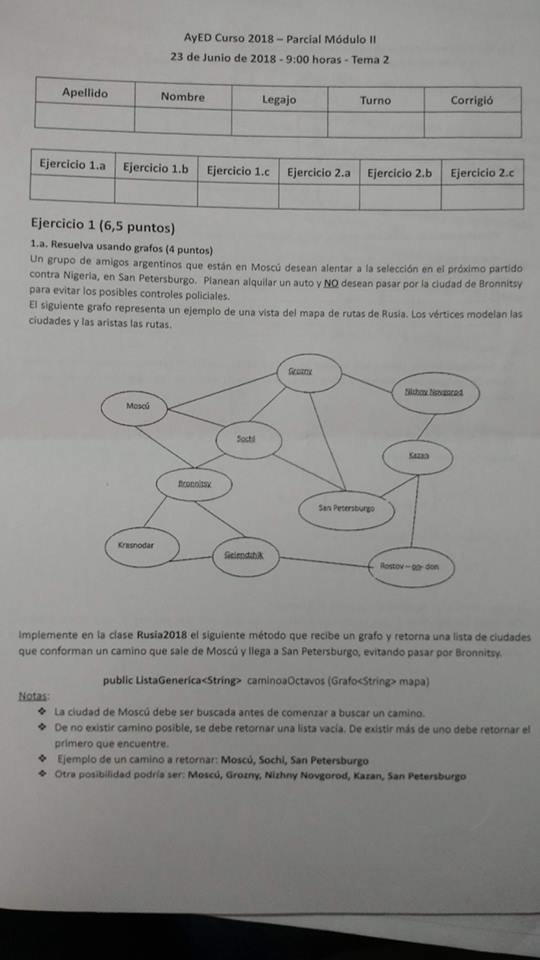 AyED Curso 2018 – Parcial Módulo II
23 de Junio de 2018 - 9:00 horas - Tema 2
Apellido Nombre Legajo Turno Corrigió
Ejercicio 1.a Ejercicio 1.b Ejercicio 1.c Ejercicio 2.a Ejercicio 2.b Ejercicio 2.c
Ejercicio 1 (6,5 puntos)
1.a. Resuelva usando grafos (4 puntos)
Un grupo de amigos argentinos que están en Moscú desean alentar a la selección en el próximo partido
contra Nigeria, en San Petersburgo. Planean alquilar un auto y NO desean pasar por la ciudad de Bronnitsy
para evitar los posibles controles policiales.
El siguiente grafo representa un ejemplo de una vista del mapa de rutas de Rusia. Los vértices modelan las
ciudades y las aristas las rutas.
Grozny
Nizhny Novgorod
Moscú
Sochi
Kazan
Bronnitsy
San Petersburgo
Krasnodar
Gelendzhik
Rostov – on- don
Implemente en la clase Rusia2018 el siguiente método que recibe un grafo y retorna una lista de ciudades
que conforman un camino que sale de Moscú y llega a San Petersburgo, evitando pasar por Bronnitsy.
public ListaGenerica<String> caminoaOctavos (Grafo<String> mapa)
Notas:
❖ La ciudad de Moscú debe ser buscada antes de comenzar a buscar un camino.
❖ De no existir camino posible, se debe retornar una lista vacía. De existir más de uno debe retornar el
primero que encuentre.
❖ Ejemplo de un camino a retornar: Moscú, Sochi, San Petersburgo
❖ Otra posibilidad podría ser: Moscú, Grozny, Nizhny Novgorod, Kazan, San Petersburgo